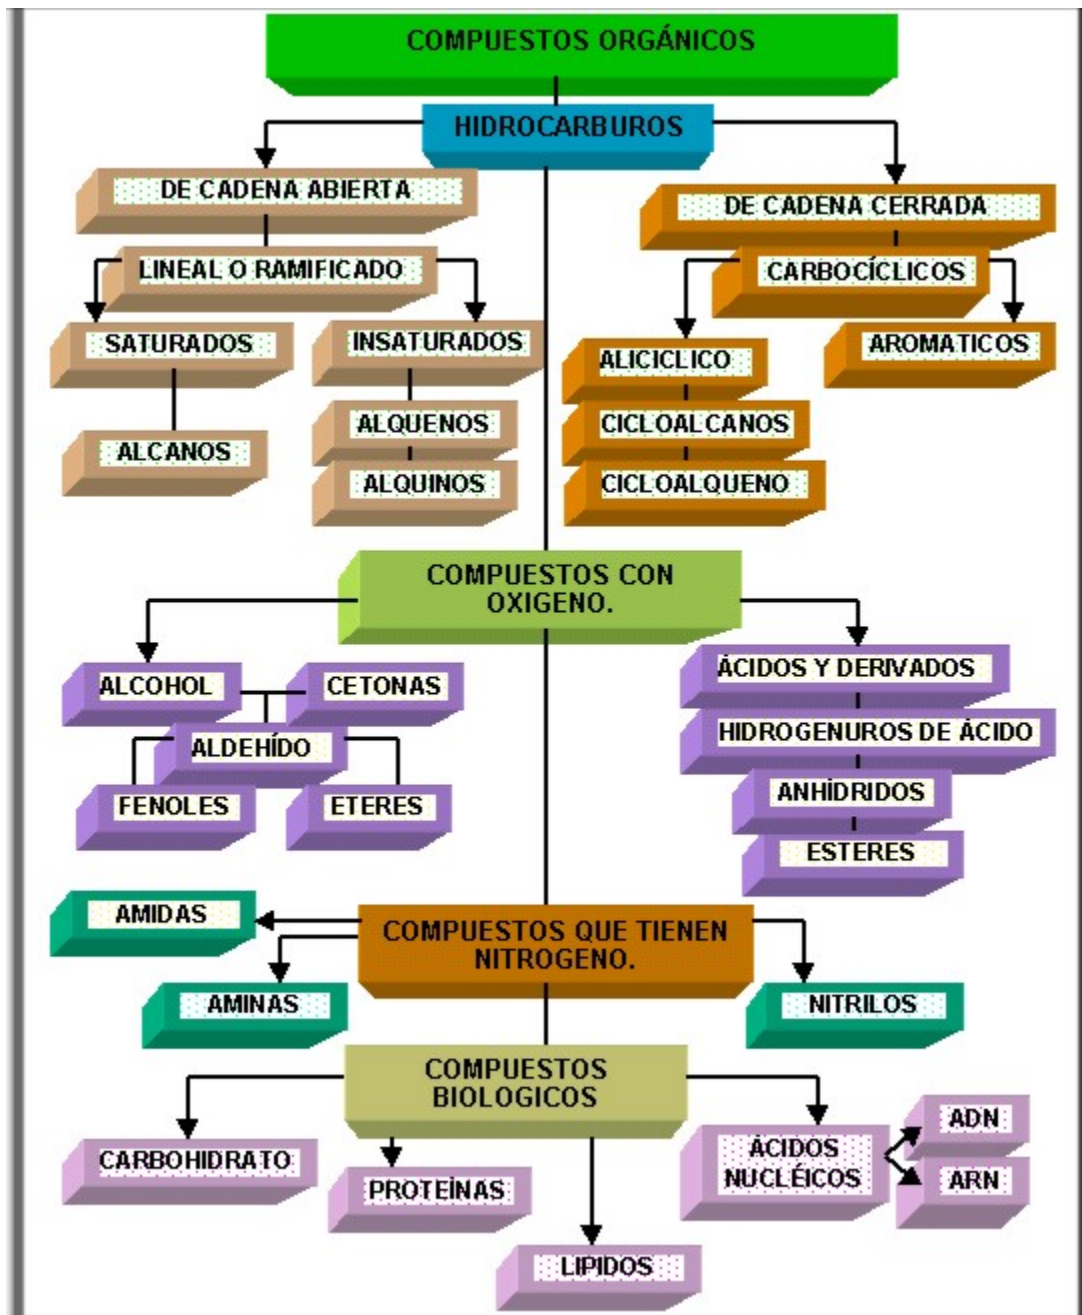 COMPUESTOS ORGÁNICOS
HIDROCARBUROS
DE CADENA ABIERTA
DE CADENA CERRADA
LINEAL O RAMIFICADO
CARBOCÍCLICOS
SATURADOS
INSATURADOS
ALICICLICO
AROMATICOS
ALCANOS
ALQUENOS
CICLOALCANOS
ALQUINOS
CICLOALQUENO
COMPUESTOS CON
OXIGENO.
ALCOHOL
CETONAS
ÁCIDOS Y DERIVADOS
ALDEHÍDO
HIDROGENUROS DE ÁCIDO
FENOLES
ETERES
ANHÍDRIDOS
ESTERES
AMIDAS
COMPUESTOS QUE TIENEN
NITROGENO.
AMINAS
NITRILOS
COMPUESTOS
BIOLOGICOS
CARBOHIDRATO
PROTEÍNAS
LIPIDOS
ÁCIDOS
NUCLÉICOS
ADN
ARN